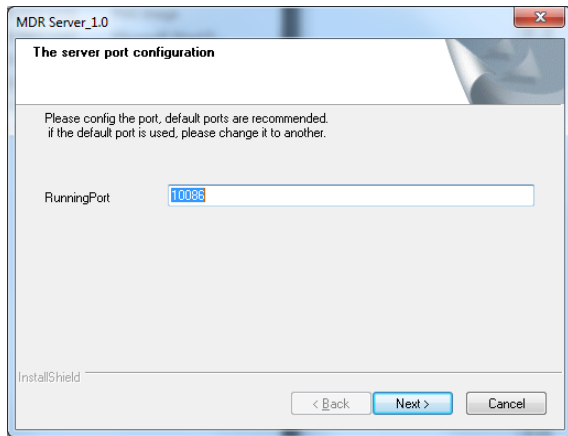 MDR Server_1.0
The server port configuration
Please config the port, default ports are recommended.
if the default port is used, please change it to another.
RunningPort
10086
InstallShield
< Back
Next >
Cancel